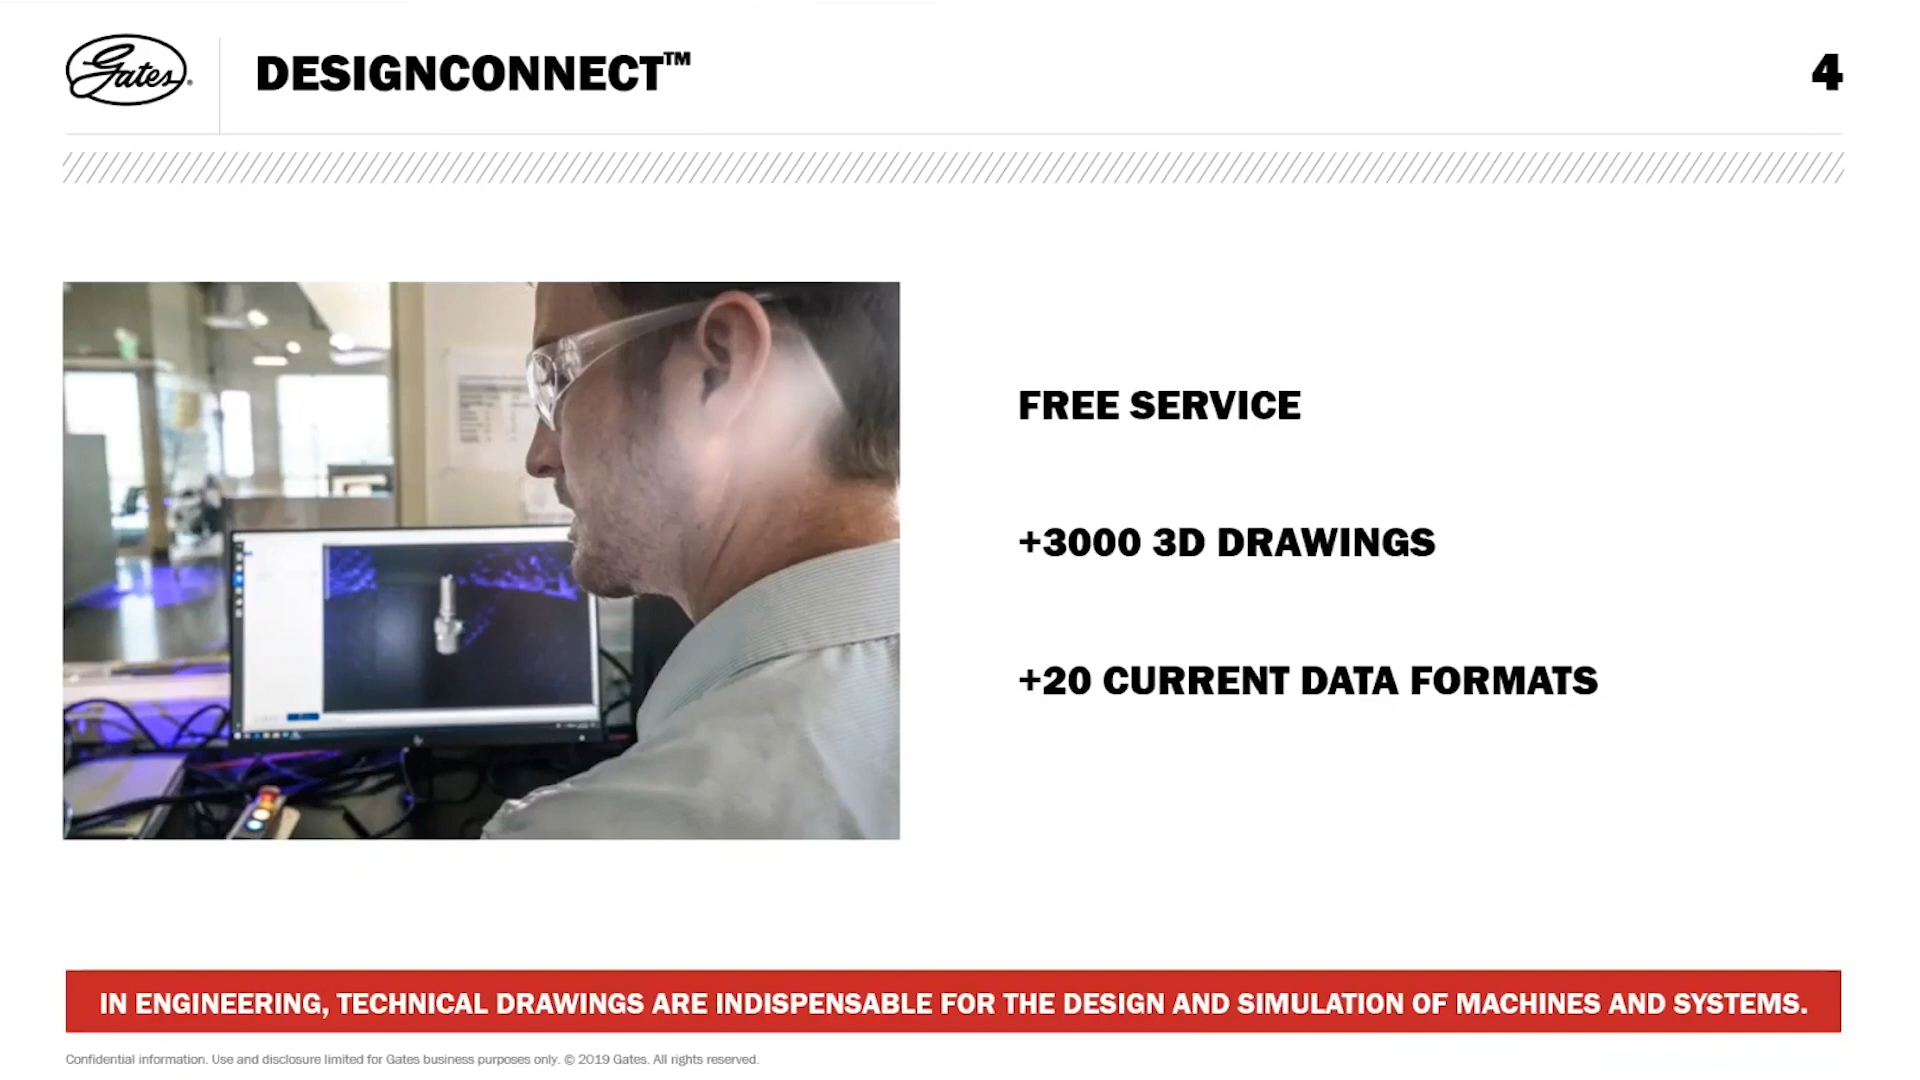 Gates®
DESIGNCONNECT™
4
FREE SERVICE
+3000 3D DRAWINGS
+20 CURRENT DATA FORMATS
IN ENGINEERING, TECHNICAL DRAWINGS ARE INDISPENSABLE FOR THE DESIGN AND SIMULATION OF MACHINES AND SYSTEMS.
Confidential information. Use and disclosure limited for Gates business purposes only. © 2019 Gates. All rights reserved.